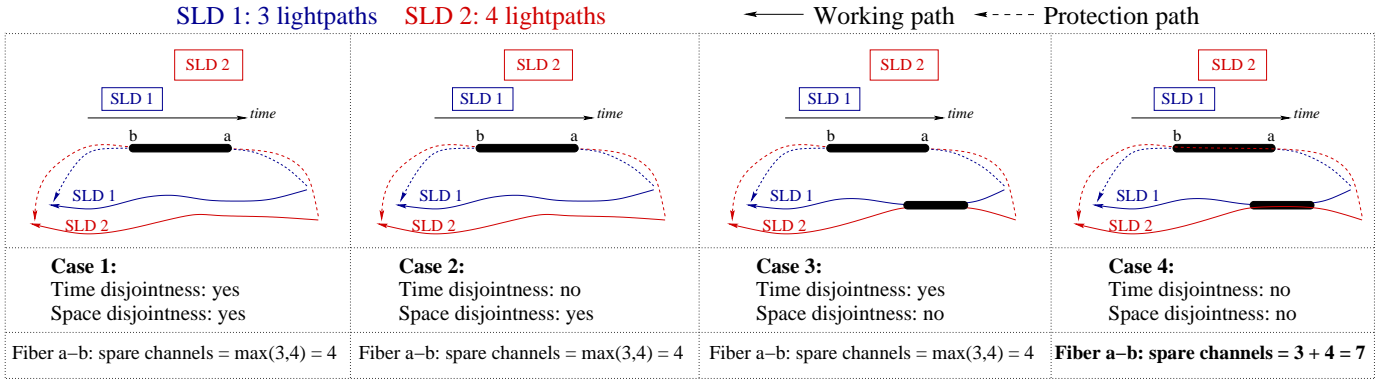 SLD 1: 3 lightpaths SLD 2: 4 lightpaths Working path Protection path
SLD 2
SLD 1
time
b a
SLD 1
SLD 2
Case 1:
Time disjointness: yes
Space disjointness: yes
Fiber a−b: spare channels = max(3,4) = 4
SLD 2
SLD 1
time
b a
SLD 1
SLD 2
Case 2:
Time disjointness: no
Space disjointness: yes
Fiber a−b: spare channels = max(3,4) = 4
SLD 2
SLD 1
time
b a
SLD 1
SLD 2
Case 3:
Time disjointness: yes
Space disjointness: no
Fiber a−b: spare channels = max(3,4) = 4
SLD 2
SLD 1
time
b a
SLD 1
SLD 2
Case 4:
Time disjointness: no
Space disjointness: no
Fiber a−b: spare channels = 3 + 4 = 7